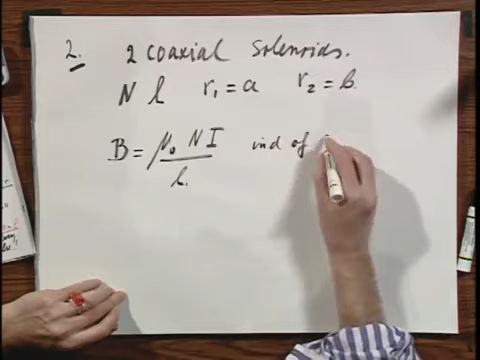 2. 2 coaxial solenoids.
N l r₁ = a r₂ = b.
B = μ₀ N I / l. ind of